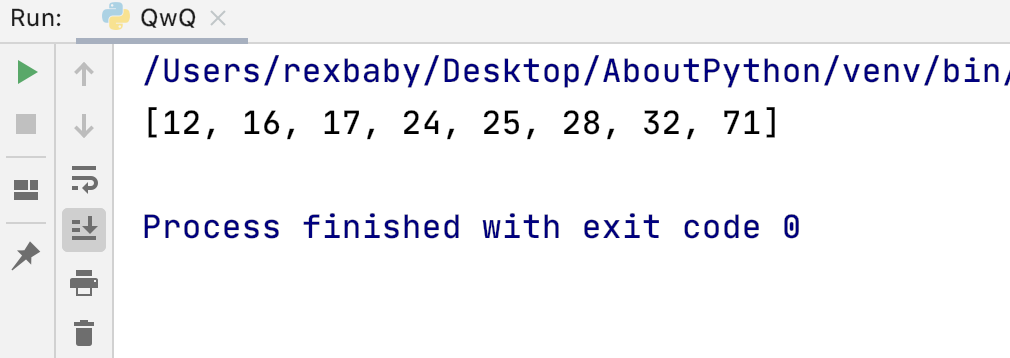 Run: QwQ
/Users/rexbaby/Desktop/AboutPython/venv/bin/
[12, 16, 17, 24, 25, 28, 32, 71]
Process finished with exit code 0